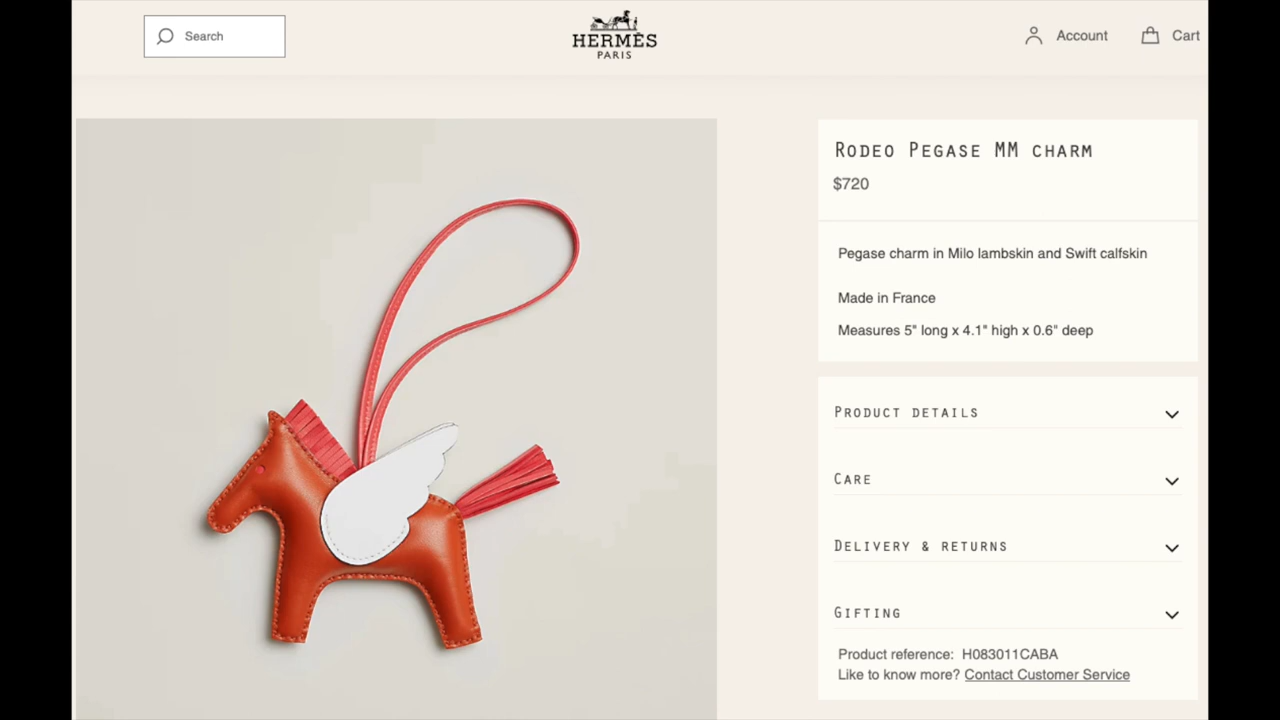 Search
HERMÈS
PARIS
Account
Cart
RODEO PEGASE MM CHARM
$720
Pegase charm in Milo lambskin and Swift calfskin
Made in France
Measures 5" long x 4.1" high x 0.6" deep
PRODUCT DETAILS
CARE
DELIVERY & RETURNS
GIFTING
Product reference: H083011CABA
Like to know more? Contact Customer Service